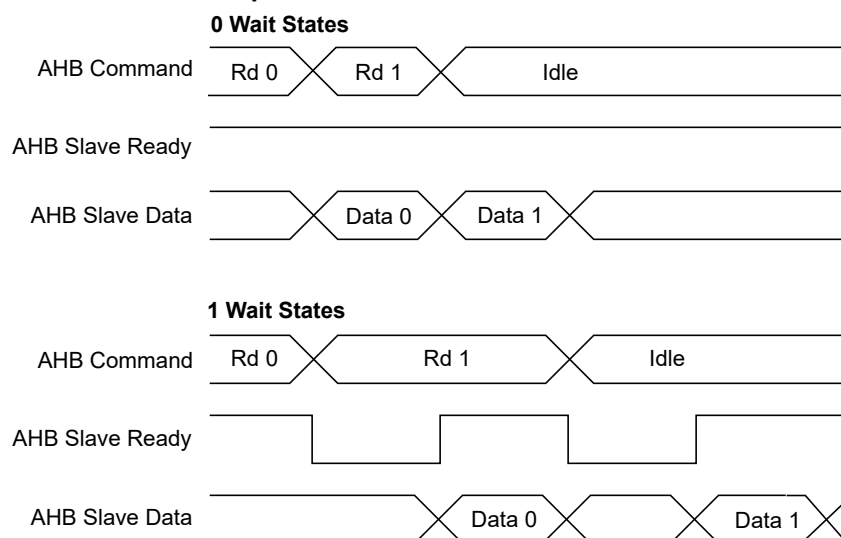 0 Wait States
AHB Command Rd 0 Rd 1 Idle
AHB Slave Ready
AHB Slave Data Data 0 Data 1
1 Wait States
AHB Command Rd 0 Rd 1 Idle
AHB Slave Ready
AHB Slave Data Data 0 Data 1